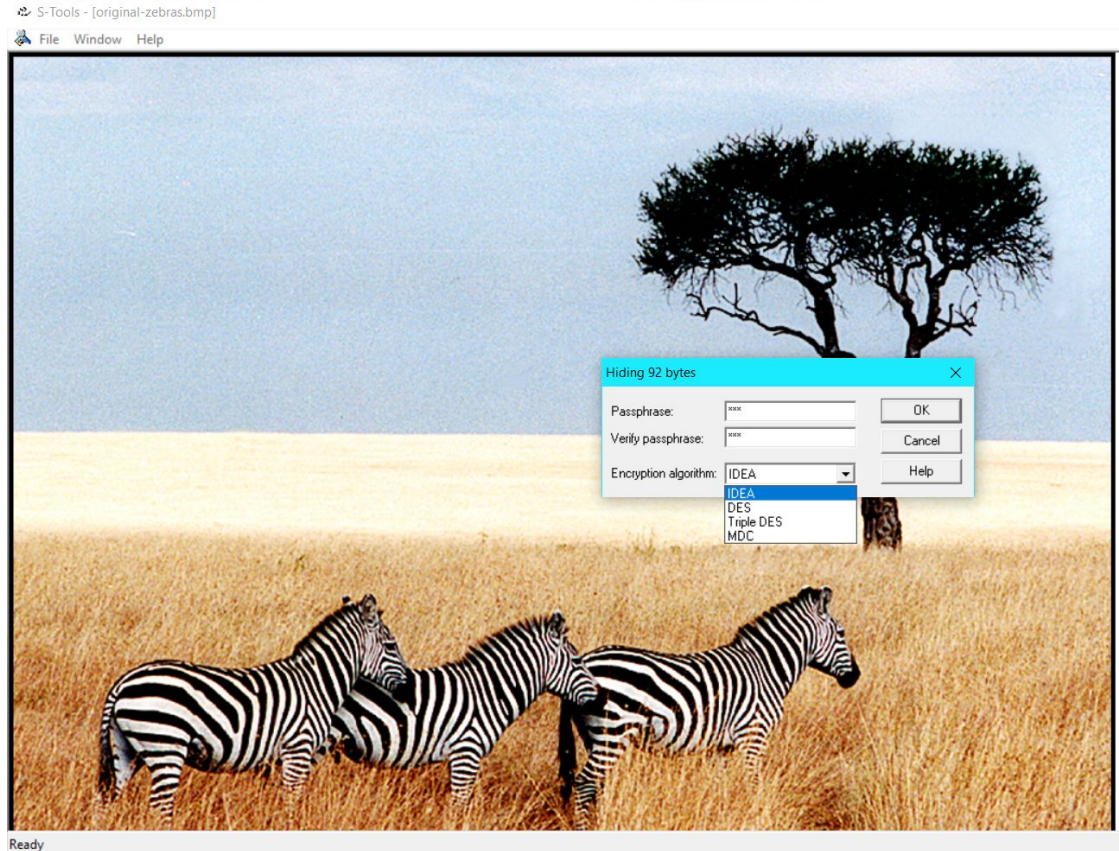 S-Tools - [original-zebras.bmp]
File Window Help
Hiding 92 bytes
Passphrase: ***
OK
Verify passphrase: ***
Cancel
Encryption algorithm: IDEA
Help
IDEA
DES
Triple DES
MDC
Ready